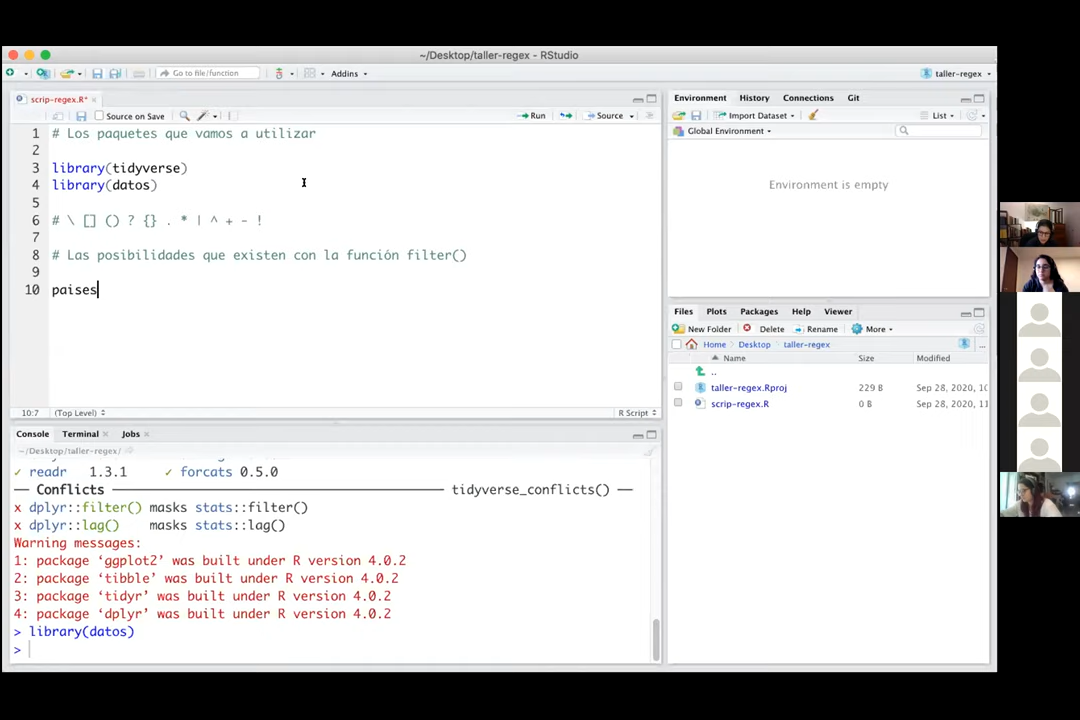 ~/Desktop/taller-regex - RStudio
Go to file/function
Addins
taller-regex
scrip-regex.R*
Source on Save
Run
Source
1 # Los paquetes que vamos a utilizar
2
3 library(tidyverse)
4 library(datos)
5
6 # \ [] () ? {} . * | ^ + - !
7
8 # Las posibilidades que existen con la función filter()
9
10 paises
10:7 (Top Level) R Script
Console Terminal Jobs
~/Desktop/taller-regex/
✓ readr 1.3.1 ✓ forcats 0.5.0
── Conflicts ── tidyverse_conflicts() ──
x dplyr::filter() masks stats::filter()
x dplyr::lag() masks stats::lag()
Warning messages:
1: package ‘ggplot2’ was built under R version 4.0.2
2: package ‘tibble’ was built under R version 4.0.2
3: package ‘tidyr’ was built under R version 4.0.2
4: package ‘dplyr’ was built under R version 4.0.2
> library(datos)
>
Environment History Connections Git
Import Dataset List
Global Environment
Environment is empty
Files Plots Packages Help Viewer
New Folder Delete Rename More
Home Desktop taller-regex ...
Name Size Modified
..
taller-regex.Rproj 229 B Sep 28, 2020, 10
scrip-regex.R 0 B Sep 28, 2020, 11